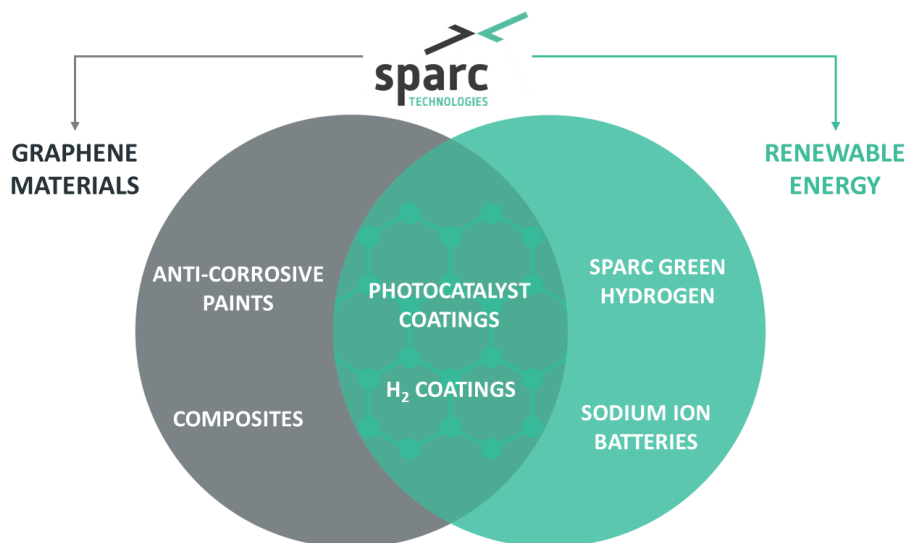 sparc
TECHNOLOGIES
GRAPHENE
MATERIALS
RENEWABLE
ENERGY
ANTI-CORROSIVE
PAINTS
COMPOSITES
PHOTOCATALYST
COATINGS
H₂ COATINGS
SPARC GREEN
HYDROGEN
SODIUM ION
BATTERIES